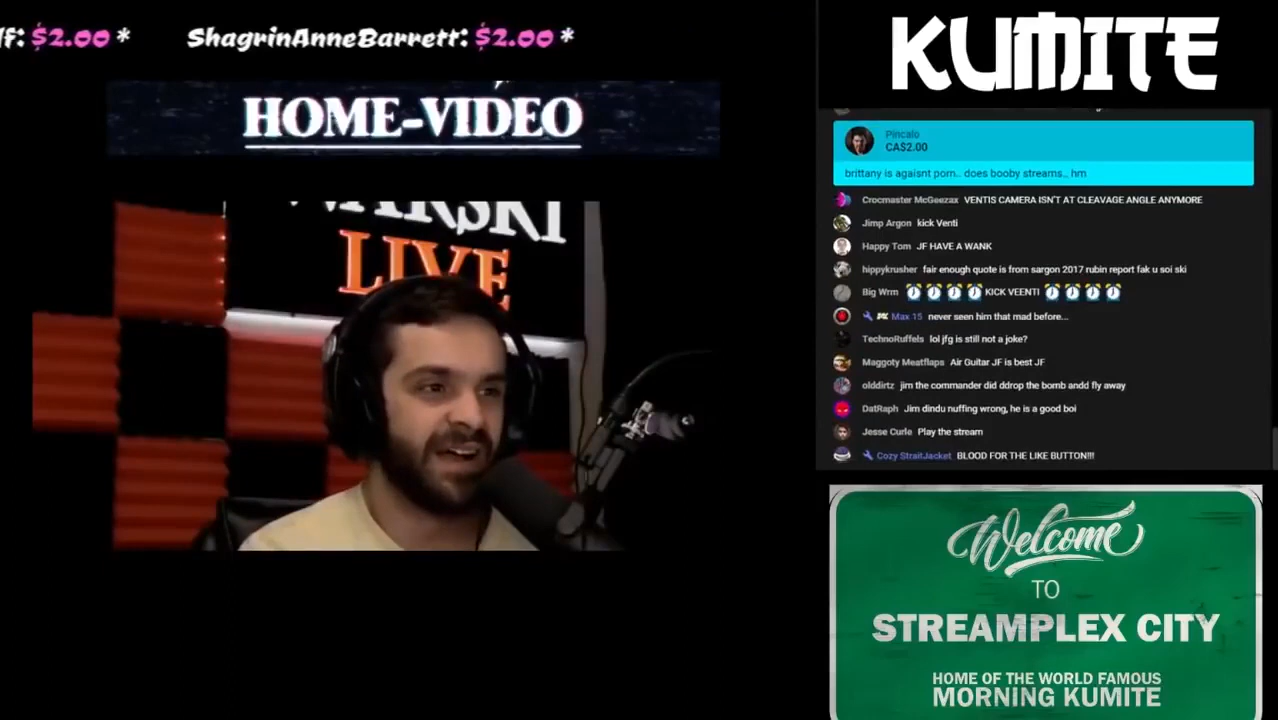 lf: $2.00 *
ShagrinAnneBarrett: $2.00 *
HOME-VIDEO
WARSKI
LIVE
KUMITE
Pincalo
CA$2.00
brittany is agaisnt porn.. does booby streams.. hm
Crocmaster McGeezax VENTIS CAMERA ISN'T AT CLEAVAGE ANGLE ANYMORE
Jimp Argon kick Venti
Happy Tom JF HAVE A WANK
hippykrusher fair enough quote is from sargon 2017 rubin report fak u soi ski
Big Wrm KICK VEENTI
Max 15 never seen him that mad before...
TechnoRuffels lol jfg is still not a joke?
Maggoty Meatflaps Air Guitar JF is best JF
olddirtz jim the commander did ddrop the bomb andd fly away
DatRaph Jim dindu nuffing wrong, he is a good boi
Jesse Curle Play the stream
Cozy StraitJacket BLOOD FOR THE LIKE BUTTON!!!
Welcome
TO
STREAMPLEX CITY
HOME OF THE WORLD FAMOUS
MORNING KUMITE